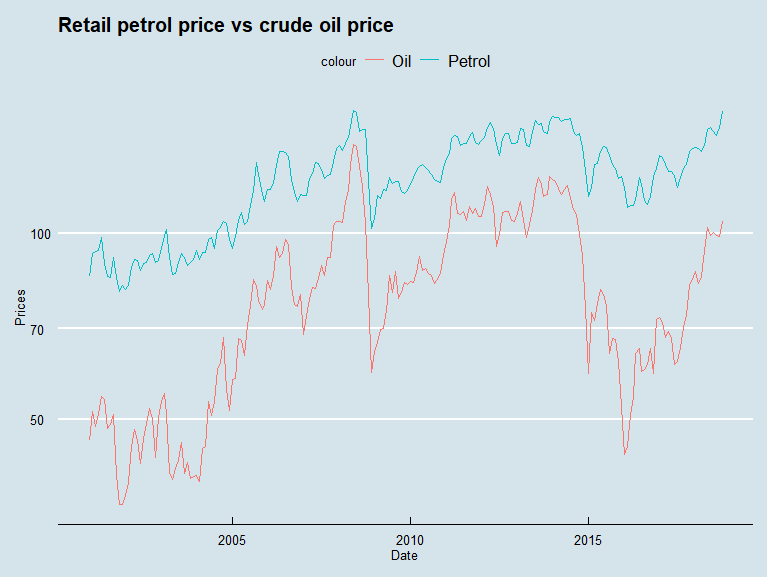 Retail petrol price vs crude oil price
colour Oil Petrol
100
70
50
Prices
2005 2010 2015
Date